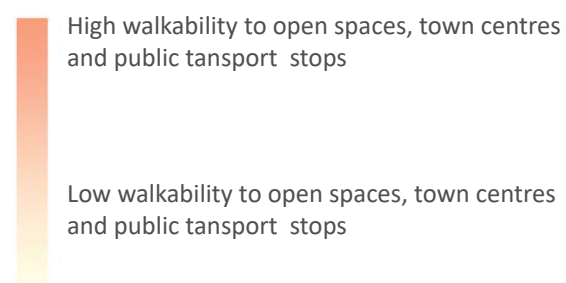 High walkability to open spaces, town centres
and public tansport stops
Low walkability to open spaces, town centres
and public tansport stops